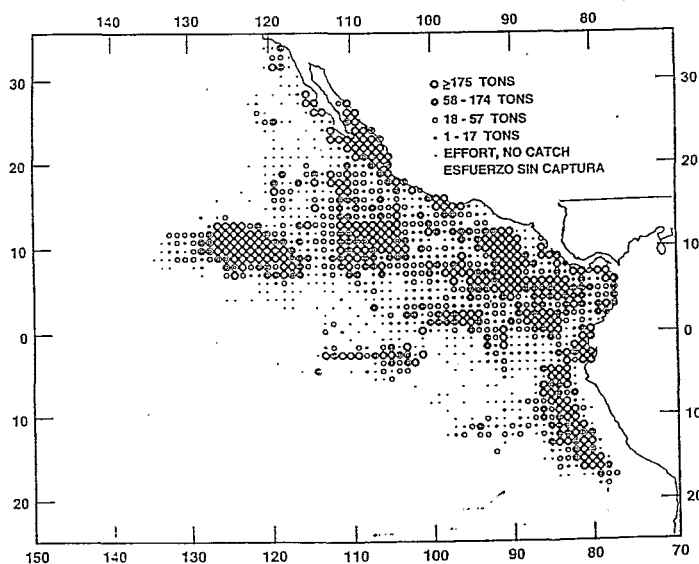 140 130 120 110 100 90 80
≥175 TONS
58 - 174 TONS
18 - 57 TONS
1 - 17 TONS
EFFORT, NO CATCH
ESFUERZO SIN CAPTURA
30 30
20 20
10 10
0 0
10 10
20 20
150 140 130 120 110 100 90 80 70